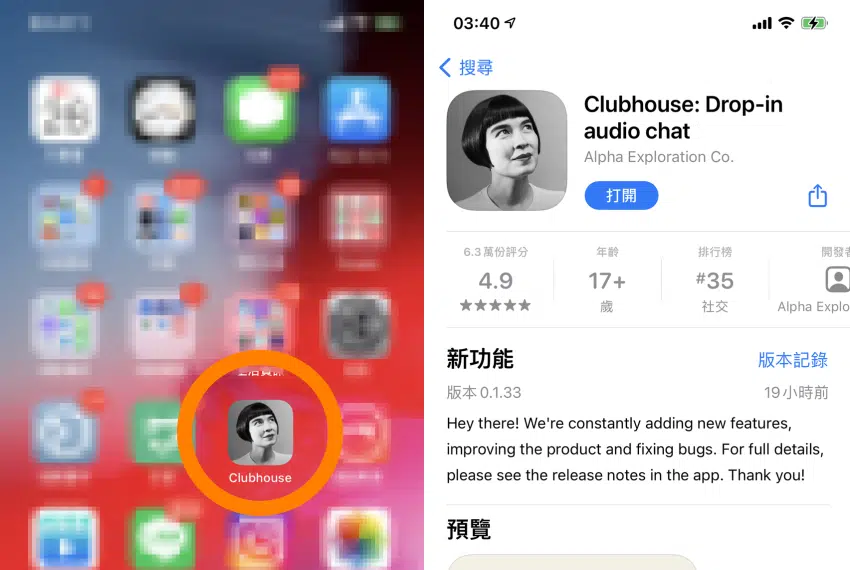 Clubhouse
03:40
搜尋
Clubhouse: Drop-in
audio chat
Alpha Exploration Co.
打開
6.3 萬份評分
年齡
排行榜
4.9
17+
#35
歲
社交
Alpha Explo
新功能
版本記錄
版本 0.1.33
19 小時前
Hey there! We're constantly adding new features,
improving the product and fixing bugs. For full details,
please see the release notes in the app. Thank you!
預覽